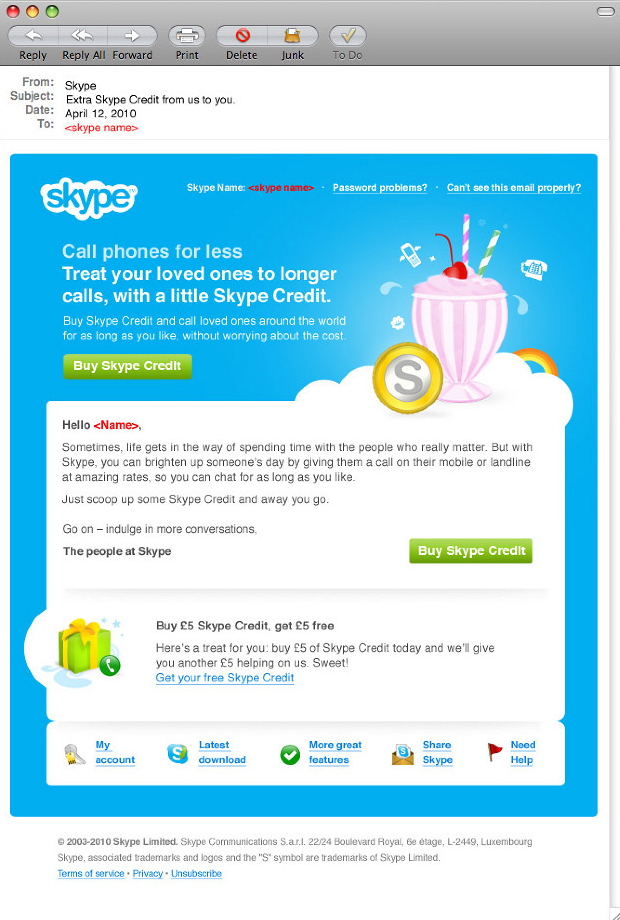 Reply Reply All Forward Print Delete Junk To Do
From: Skype
Subject: Extra Skype Credit from us to you.
Date: April 12, 2010
To: <skype name>
skype™
Skype Name: <skype name> · Password problems? · Can't see this email properly?
Call phones for less
Treat your loved ones to longer
calls, with a little Skype Credit.
Buy Skype Credit and call loved ones around the world
for as long as you like, without worrying about the cost.
Buy Skype Credit
S
Hello <Name>,
Sometimes, life gets in the way of spending time with the people who really matter. But with
Skype, you can brighten up someone's day by giving them a call on their mobile or landline
at amazing rates, so you can chat for as long as you like.
Just scoop up some Skype Credit and away you go.
Go on – indulge in more conversations,
The people at Skype
Buy Skype Credit
Buy £5 Skype Credit, get £5 free
Here's a treat for you: buy £5 of Skype Credit today and we'll give
you another £5 helping on us. Sweet!
Get your free Skype Credit
My
account
Latest
download
More great
features
Share
Skype
Need
Help
© 2003-2010 Skype Limited. Skype Communications S.a.r.l. 22/24 Boulevard Royal, 6e étage, L-2449, Luxembourg
Skype, associated trademarks and logos and the "S" symbol are trademarks of Skype Limited.
Terms of service • Privacy • Unsubscribe